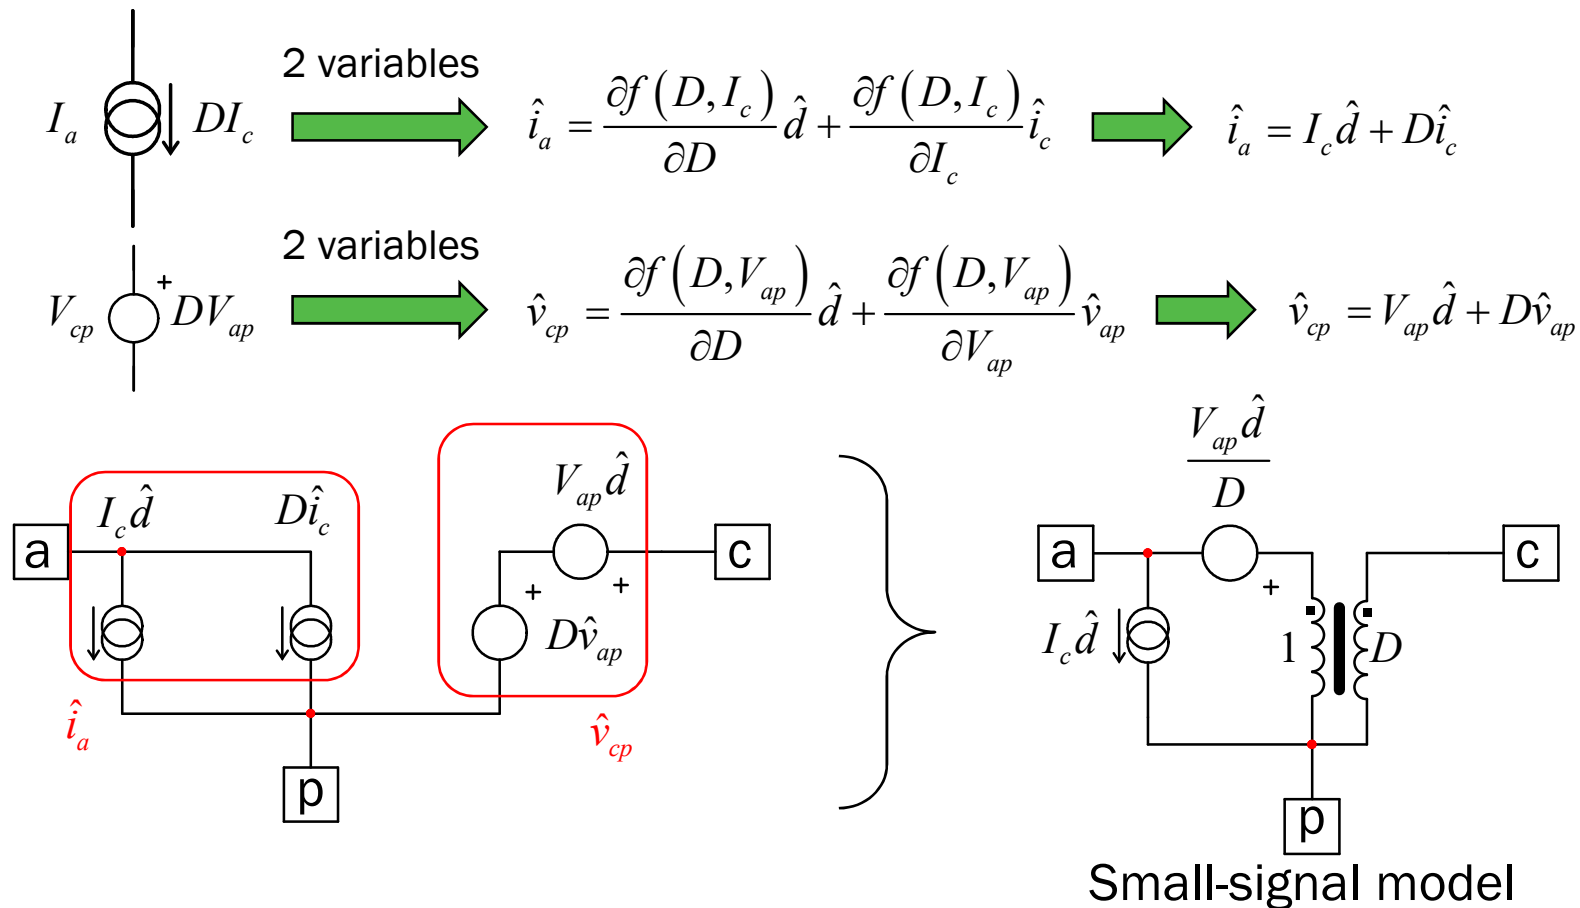 2 variables
I_a DI_c î_a = ∂f(D, I_c)/∂D d̂ + ∂f(D, I_c)/∂I_c î_c î_a = I_c d̂ + D î_c
2 variables
V_cp + DV_ap v̂_cp = ∂f(D, V_ap)/∂D d̂ + ∂f(D, V_ap)/∂V_ap v̂_ap v̂_cp = V_ap d̂ + D v̂_ap
I_c d̂ D î_c V_ap d̂
a c
+ +
D v̂_ap
î_a v̂_cp
p
V_ap d̂/D
a c
+
I_c d̂ 1 D
p
Small-signal model